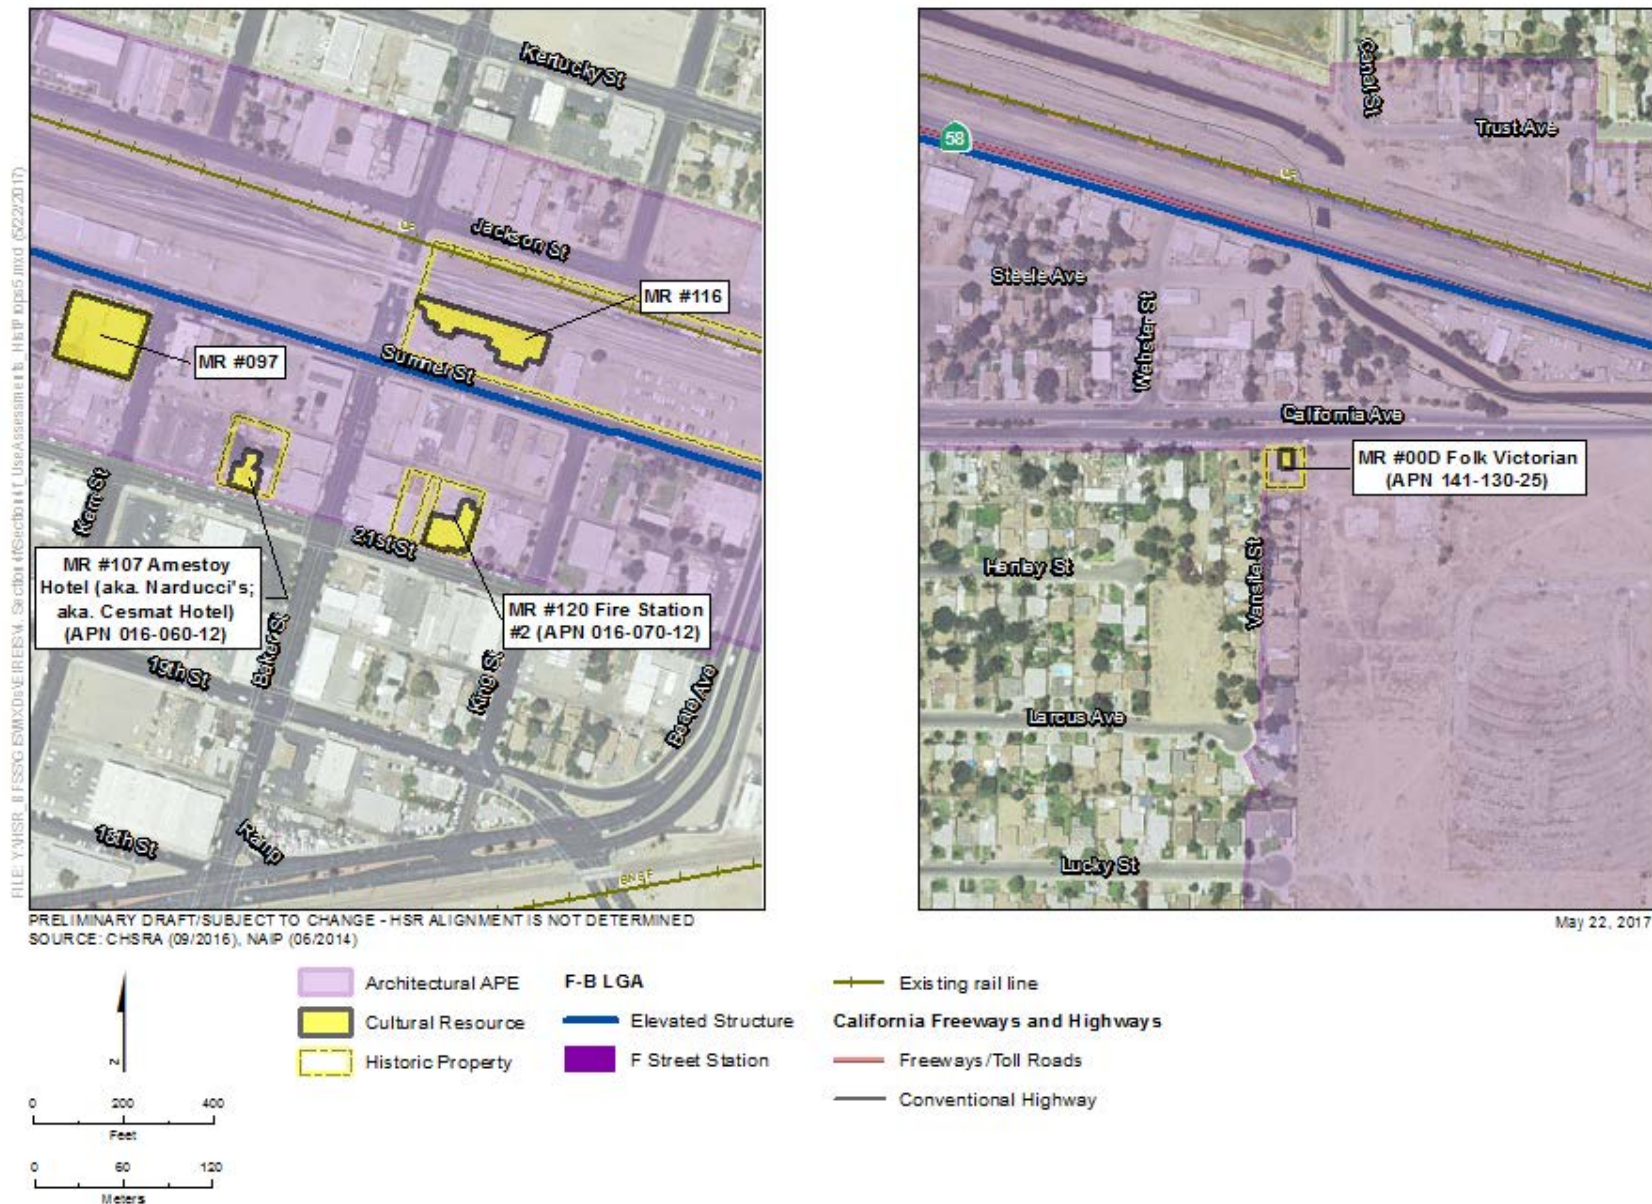 Kentucky St
Jackson St
UP
MR #116
MR #097
Sumner St
Kern St
21st St
MR #107 Amestoy
Hotel (aka. Narducci's;
aka. Cesmat Hotel)
(APN 016-060-12)
MR #120 Fire Station
#2 (APN 016-070-12)
Baker St
19th St
King St
Beale Ave
18th St
Ramp
BNSF
Canal St
Trust Ave
58
UP
Steele Ave
Webster St
California Ave
MR #00D Folk Victorian
(APN 141-130-25)
Hanley St
Vansite St
Larcus Ave
Lucky St
PRELIMINARY DRAFT/SUBJECT TO CHANGE - HSR ALIGNMENT IS NOT DETERMINED
SOURCE: CHSRA (09/2016), NAIP (06/2014)
May 22, 2017
N
0 200 400
Feet
0 60 120
Meters
Architectural APE
Cultural Resource
Historic Property
F-B LGA
Elevated Structure
F Street Station
Existing rail line
California Freeways and Highways
Freeways/Toll Roads
Conventional Highway